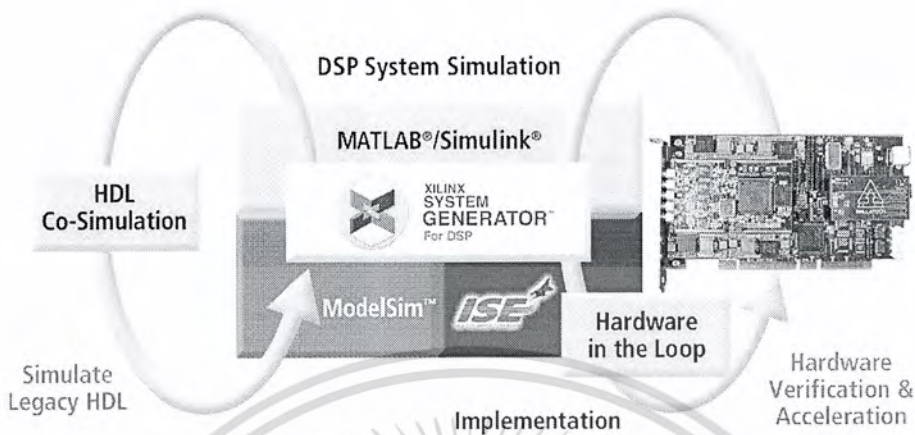 DSP System Simulation
MATLAB®/Simulink®
HDL
Co-Simulation
XILINX
SYSTEM
GENERATOR™
For DSP
ModelSim™
ISE
Hardware
in the Loop
Simulate
Legacy HDL
Hardware
Verification &
Acceleration
Implementation